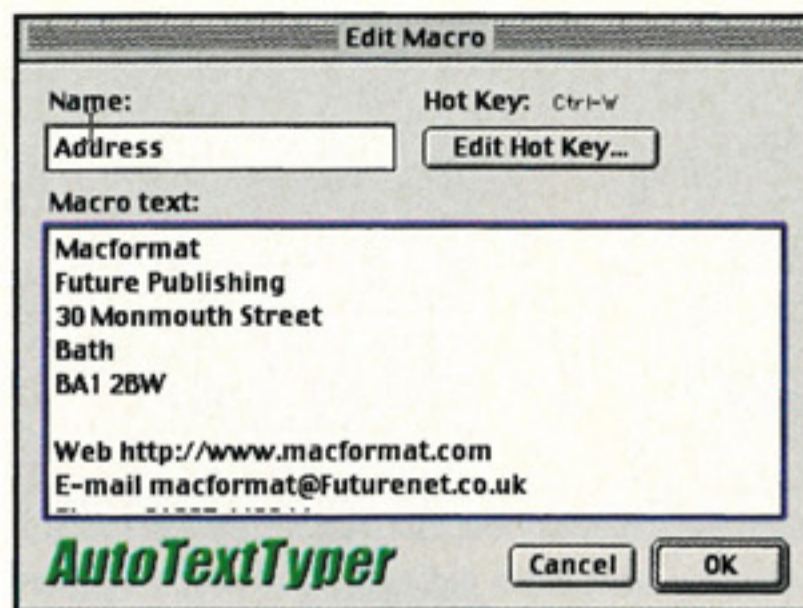 Edit Macro
Name:
Hot Key: Ctrl-W
Address
Edit Hot Key...
Macro text:
Macformat
Future Publishing
30 Monmouth Street
Bath
BA1 2BW
Web http://www.macformat.com
E-mail macformat@Futurenet.co.uk
AutoTextTyper
Cancel
OK